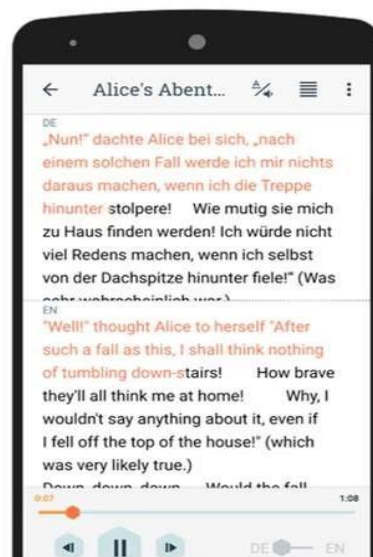 Alice's Abent...
DE
„Nun!“ dachte Alice bei sich, „nach
einem solchen Fall werde ich mir nichts
daraus machen, wenn ich die Treppe
hinunter stolpere! Wie mutig sie mich
zu Haus finden werden! Ich würde nicht
viel Redens machen, wenn ich selbst
von der Dachspitze hinunter fiele!“ (Was
sehr wahrscheinlich war.)
EN
"Well!" thought Alice to herself "After
such a fall as this, I shall think nothing
of tumbling down-stairs! How brave
they'll all think me at home! Why, I
wouldn't say anything about it, even if
I fell off the top of the house!" (which
was very likely true.)
Down, down, down. Would the fall
0:07 1:08
DE EN